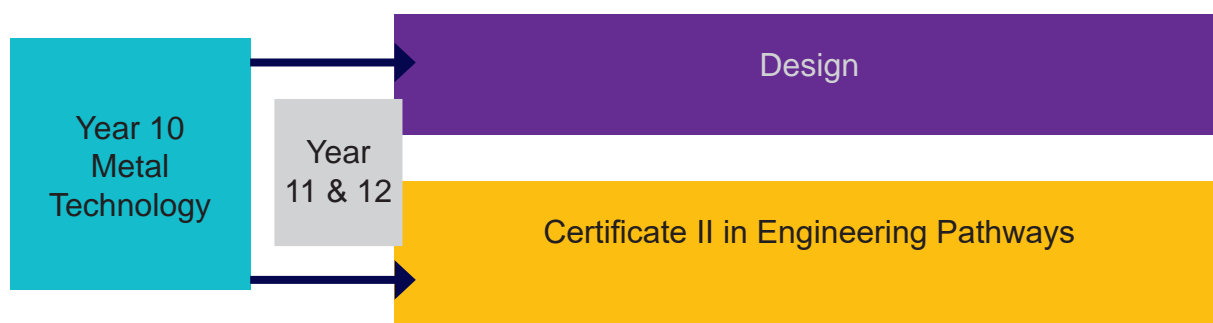 Year 10
Metal
Technology
Year
11 & 12
Design
Certificate II in Engineering Pathways